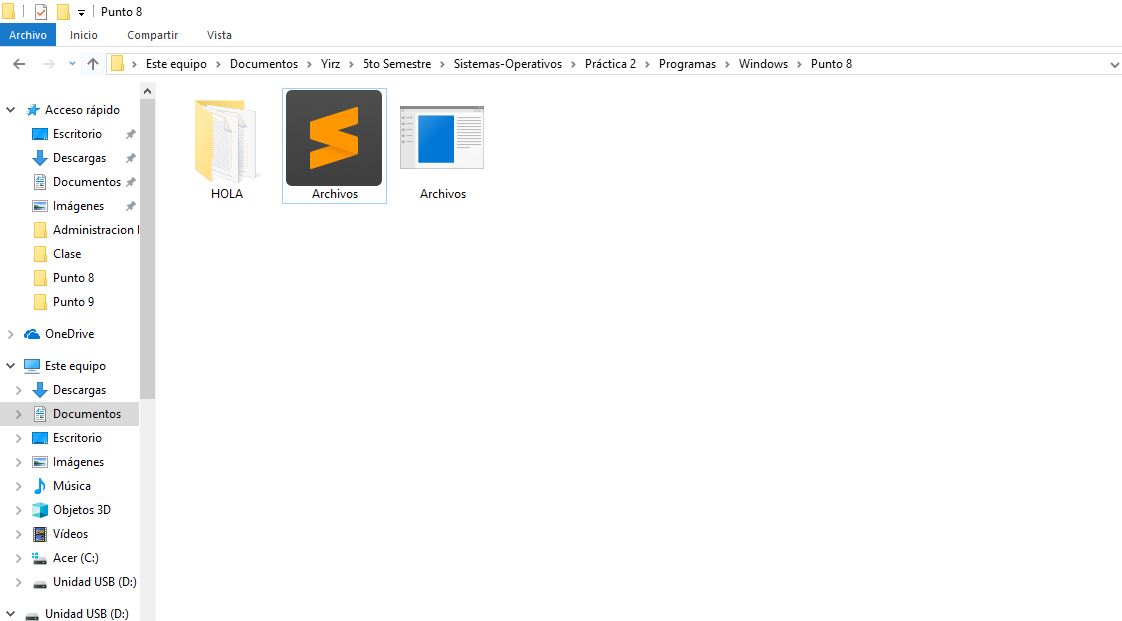 Punto 8
Archivo Inicio Compartir Vista
Este equipo Documentos Yirz 5to Semestre Sistemas-Operativos Práctica 2 Programas Windows Punto 8
Acceso rápido
Escritorio
Descargas
Documentos
Imágenes
Administracion
Clase
Punto 8
Punto 9
OneDrive
Este equipo
Descargas
Documentos
Escritorio
Imágenes
Música
Objetos 3D
Vídeos
Acer (C:)
Unidad USB (D:)
Unidad USB (D:)
HOLA Archivos Archivos